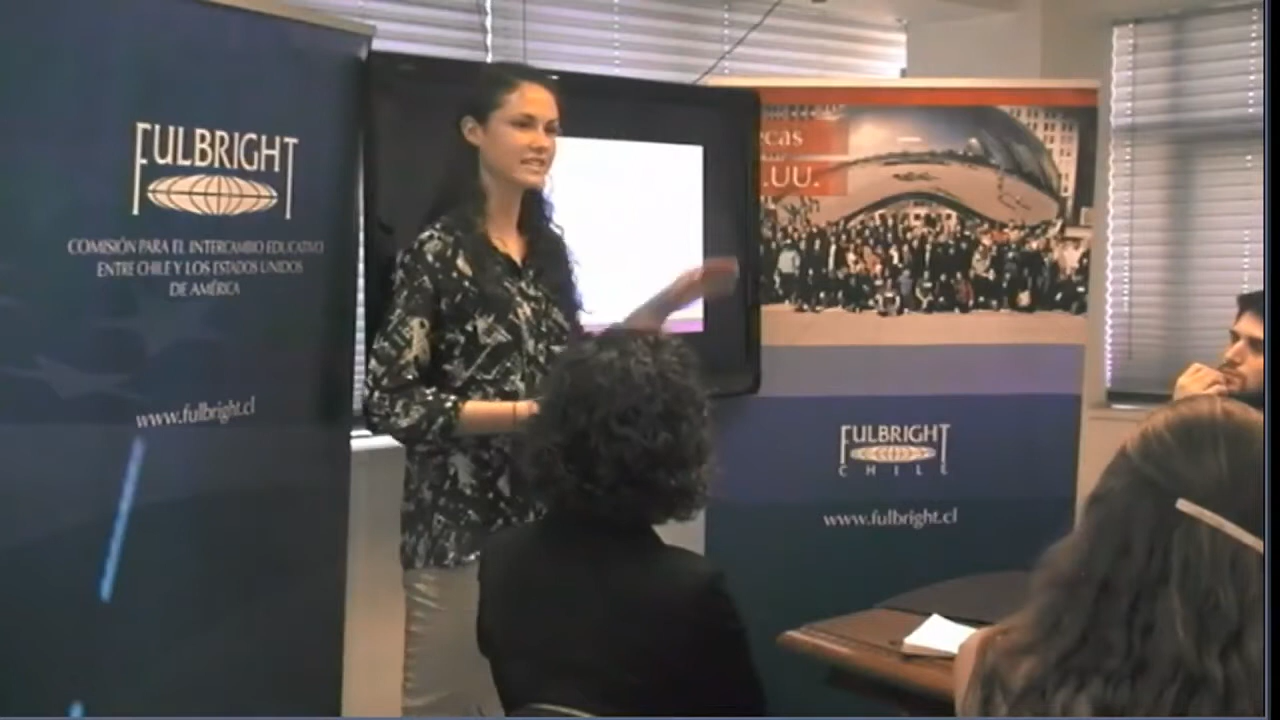 FULBRIGHT
COMISIÓN PARA EL INTERCAMBIO EDUCATIVO
ENTRE CHILE Y LOS ESTADOS UNIDOS
DE AMÉRICA
www.fulbright.cl
ecas
.UU.
FULBRIGHT
CHILE
www.fulbright.cl